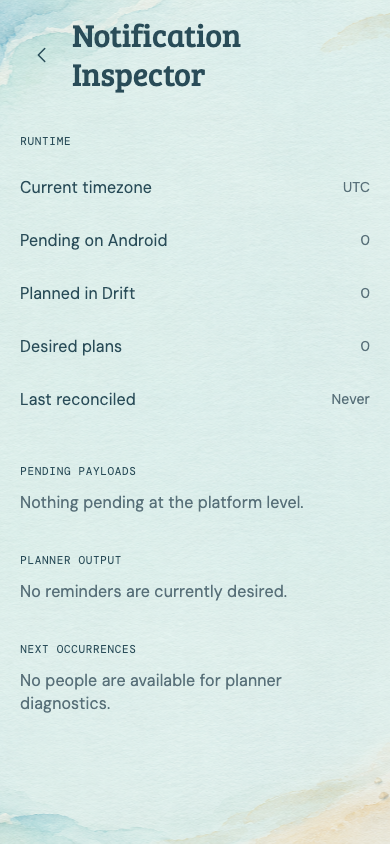 Notification
Inspector
RUNTIME
Current timezone UTC
Pending on Android 0
Planned in Drift 0
Desired plans 0
Last reconciled Never
PENDING PAYLOADS
Nothing pending at the platform level.
PLANNER OUTPUT
No reminders are currently desired.
NEXT OCCURRENCES
No people are available for planner
diagnostics.